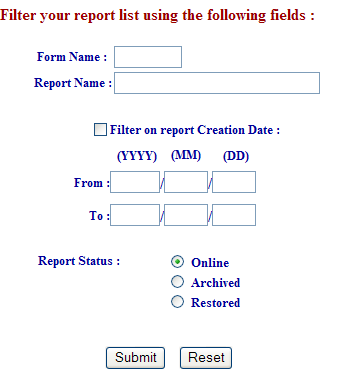 Filter your report list using the following fields :
Form Name :
Report Name :
Filter on report Creation Date :
(YYYY) (MM) (DD)
From : / /
To : / /
Report Status : Online
Archived
Restored
Submit Reset